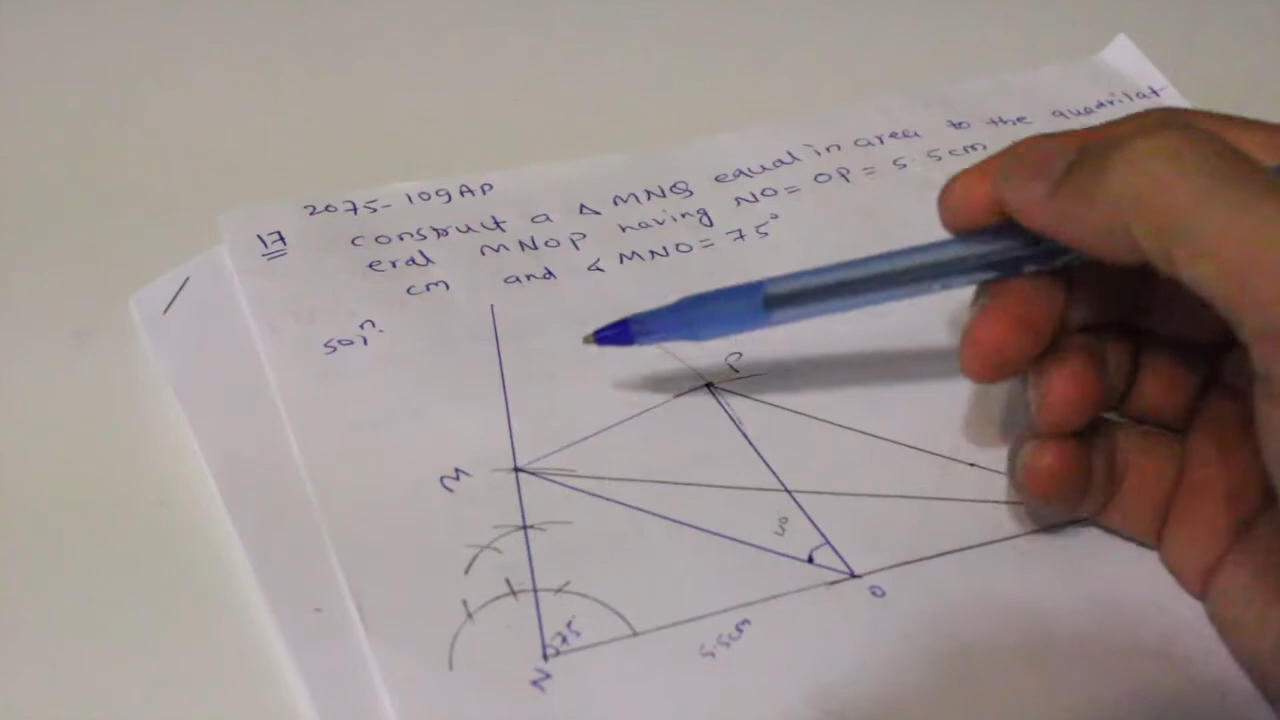 2075-109AP
17 construct a Δ MNQ equal in area to the quadrilat
eral MNOP having NO= OP= 5.5cm
cm and ∡ MNO= 75°
solⁿ.
P
M
40
O
75
5.5cm
N